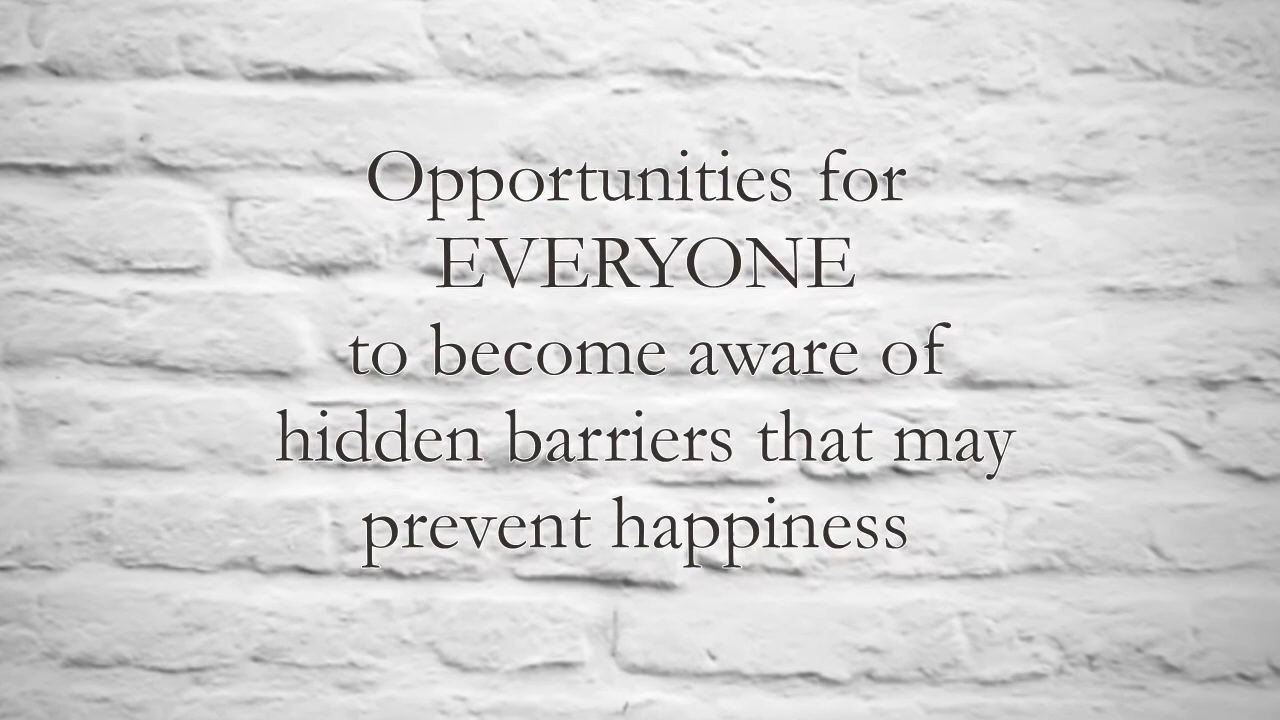 Opportunities for
EVERYONE
to become aware of
hidden barriers that may
prevent happiness